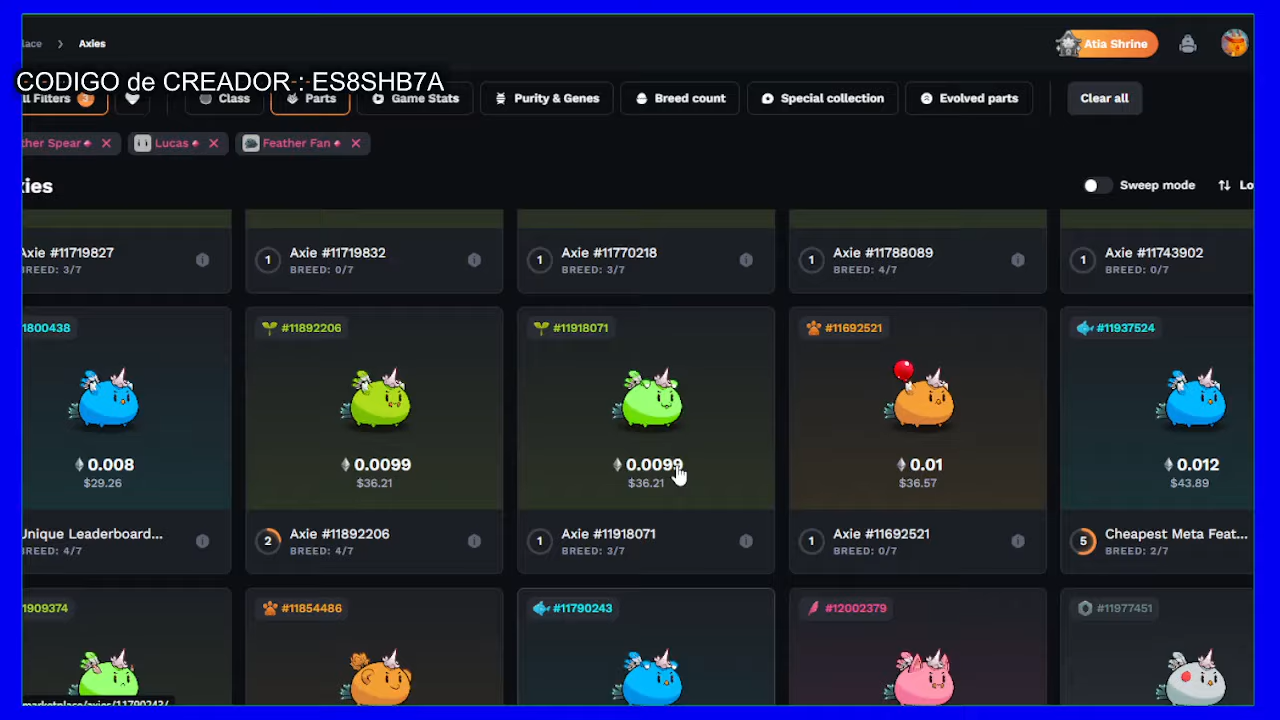 lace > Axies
Atia Shrine
CODIGO de CREADOR : ES8SHB7A
ll Filters 3
Class
Parts
Game Stats
Purity & Genes
Breed count
Special collection
Evolved parts
Clear all
ther Spear
Lucas
Feather Fan
xies
Sweep mode
Lo
Axie #11719827
BREED: 3/7
1 Axie #11719832
BREED: 0/7
1 Axie #11770218
BREED: 3/7
1 Axie #11788089
BREED: 4/7
1 Axie #11743902
BREED: 0/7
1800438
0.008
$29.26
Unique Leaderboard...
BREED: 4/7
#11892206
0.0099
$36.21
2 Axie #11892206
BREED: 4/7
#11918071
0.0099
$36.21
1 Axie #11918071
BREED: 3/7
#11692521
0.01
$36.57
1 Axie #11692521
BREED: 0/7
#11937524
0.012
$43.89
5 Cheapest Meta Feat...
BREED: 2/7
1909374
#11854486
#11790243
#12002379
#11977451
marketplace/axies/11790243/